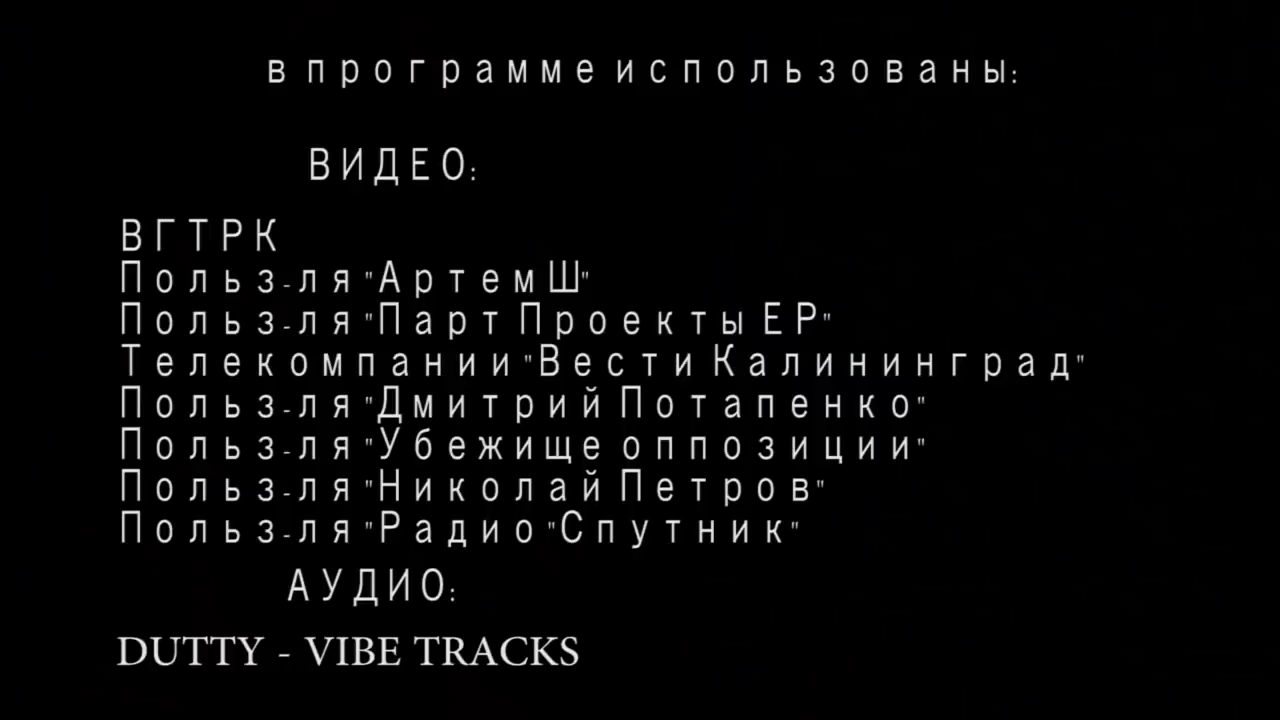 в программе использованы:
ВИДЕО:
ВГТРК
Польз-ля "Артем Ш"
Польз-ля "Парт Проекты ЕР"
Телекомпании "Вести Калининград"
Польз-ля "Дмитрий Потапенко"
Польз-ля "Убежище оппозиции"
Польз-ля "Николай Петров"
Польз-ля "Радио "Спутник"
АУДИО:
DUTTY - VIBE TRACKS